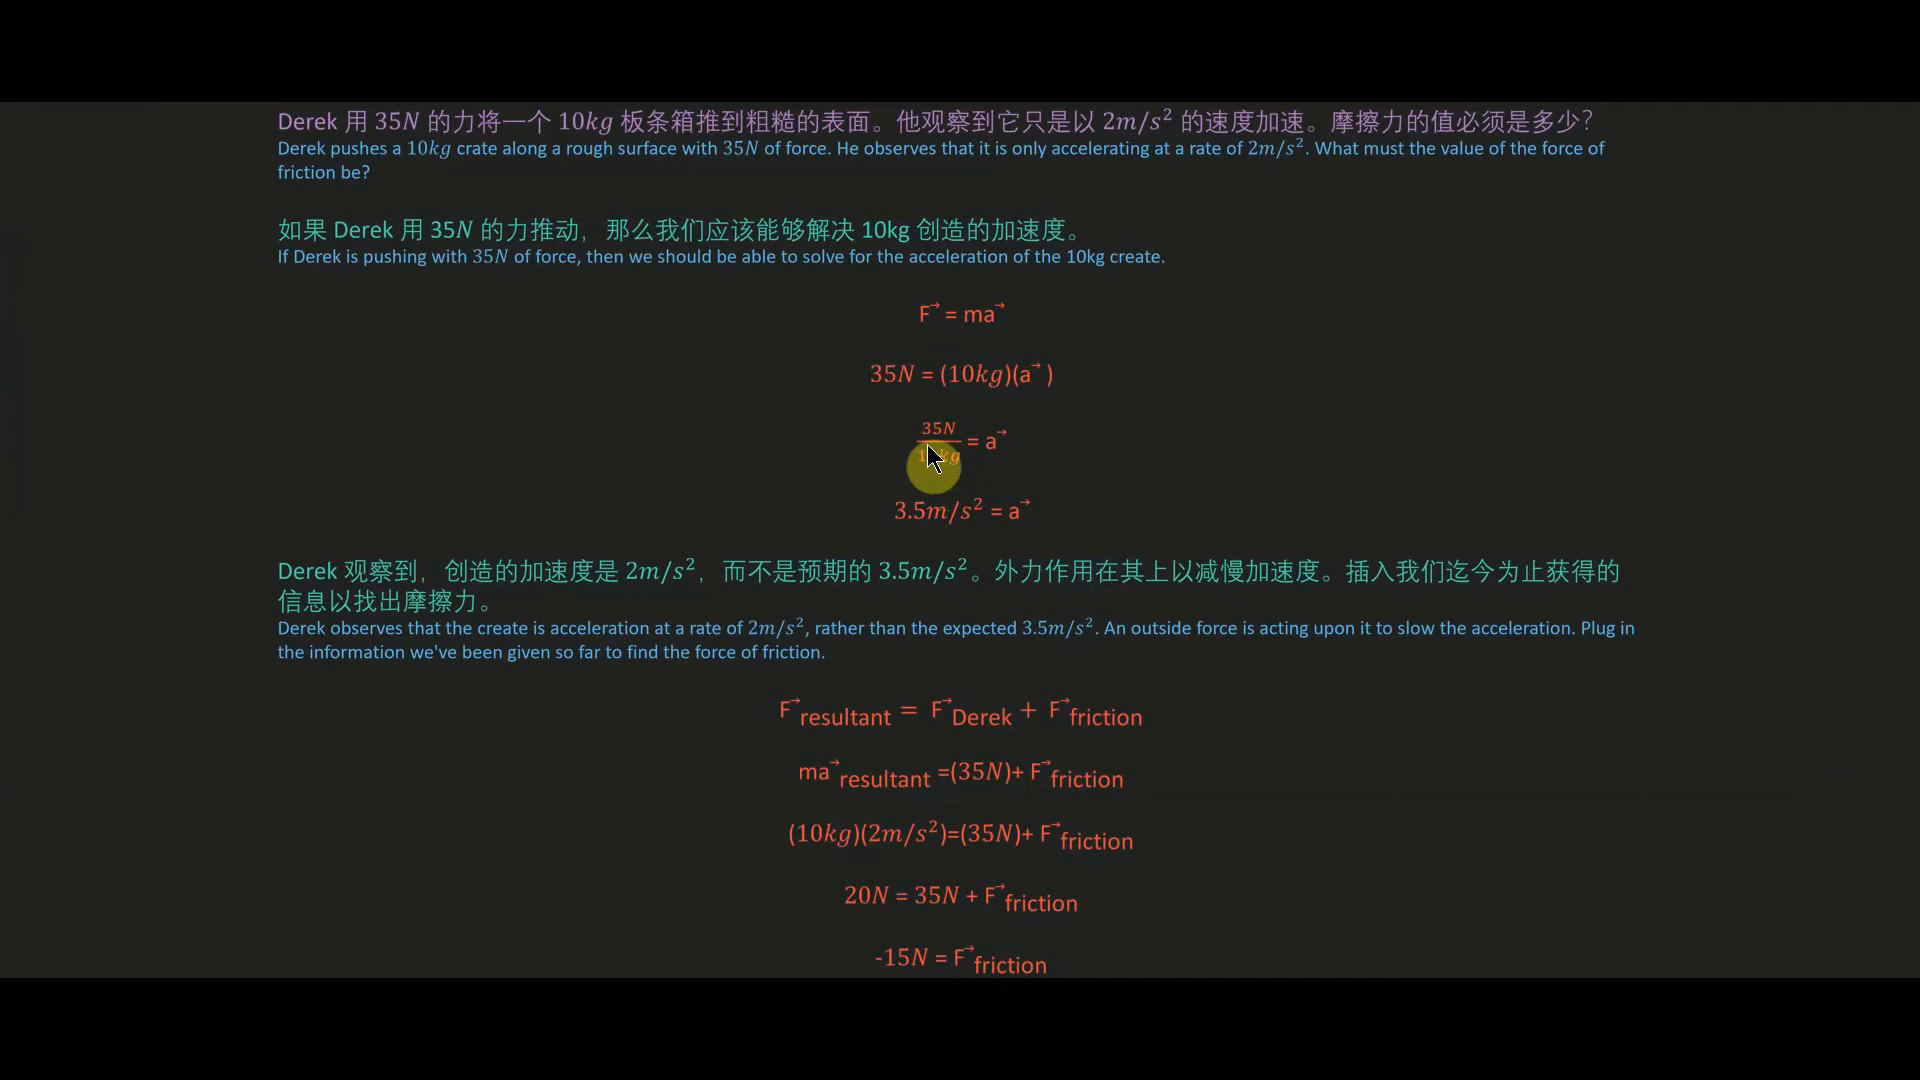 Derek 用 35N 的力将一个 10kg 板条箱推到粗糙的表面。他观察到它只是以 2m/s² 的速度加速。摩擦力的值必须是多少？
Derek pushes a 10kg crate along a rough surface with 35N of force. He observes that it is only accelerating at a rate of 2m/s². What must the value of the force of
friction be?
如果 Derek 用 35N 的力推动，那么我们应该能够解决 10kg 创造的加速度。
If Derek is pushing with 35N of force, then we should be able to solve for the acceleration of the 10kg create.
F⃗ = ma⃗
35N = (10kg)(a⃗ )
35N/10kg = a⃗
3.5m/s² = a⃗
Derek 观察到，创造的加速度是 2m/s²，而不是预期的 3.5m/s²。外力作用在其上以减慢加速度。插入我们迄今为止获得的
信息以找出摩擦力。
Derek observes that the create is acceleration at a rate of 2m/s², rather than the expected 3.5m/s². An outside force is acting upon it to slow the acceleration. Plug in
the information we've been given so far to find the force of friction.
F⃗ resultant = F⃗ Derek + F⃗ friction
ma⃗ resultant =(35N)+ F⃗ friction
(10kg)(2m/s²)=(35N)+ F⃗ friction
20N = 35N + F⃗ friction
-15N = F⃗ friction